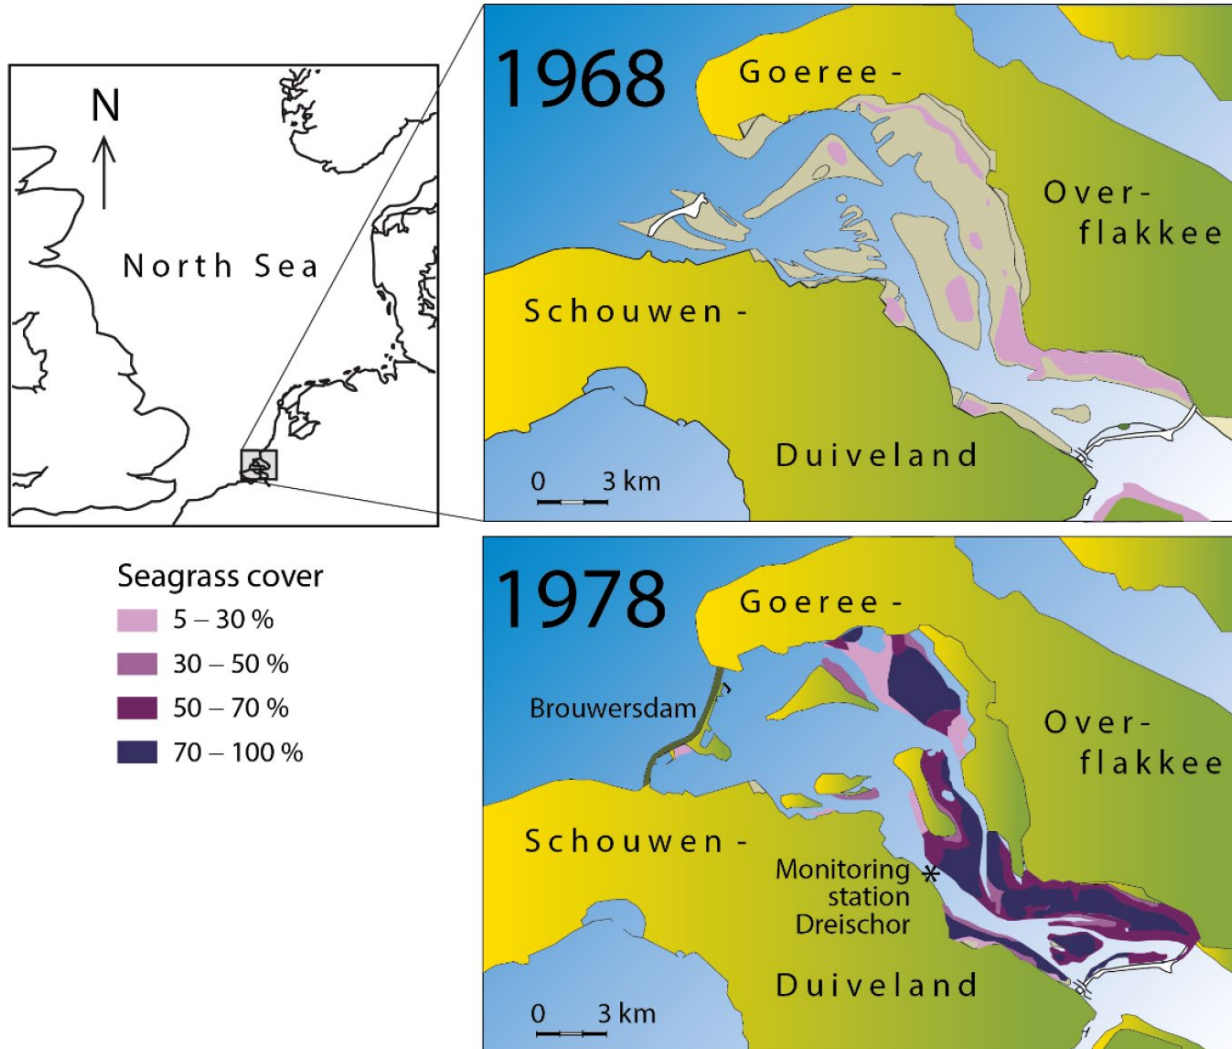 N
North Sea
1968
Goeree -
Over-
flakkee
Schouwen -
Duiveland
0 3 km
Seagrass cover
5 – 30 %
30 – 50 %
50 – 70 %
70 – 100 %
1978
Goeree -
Brouwersdam
Over-
flakkee
Schouwen -
Monitoring
station
Dreischor
*
Duiveland
0 3 km